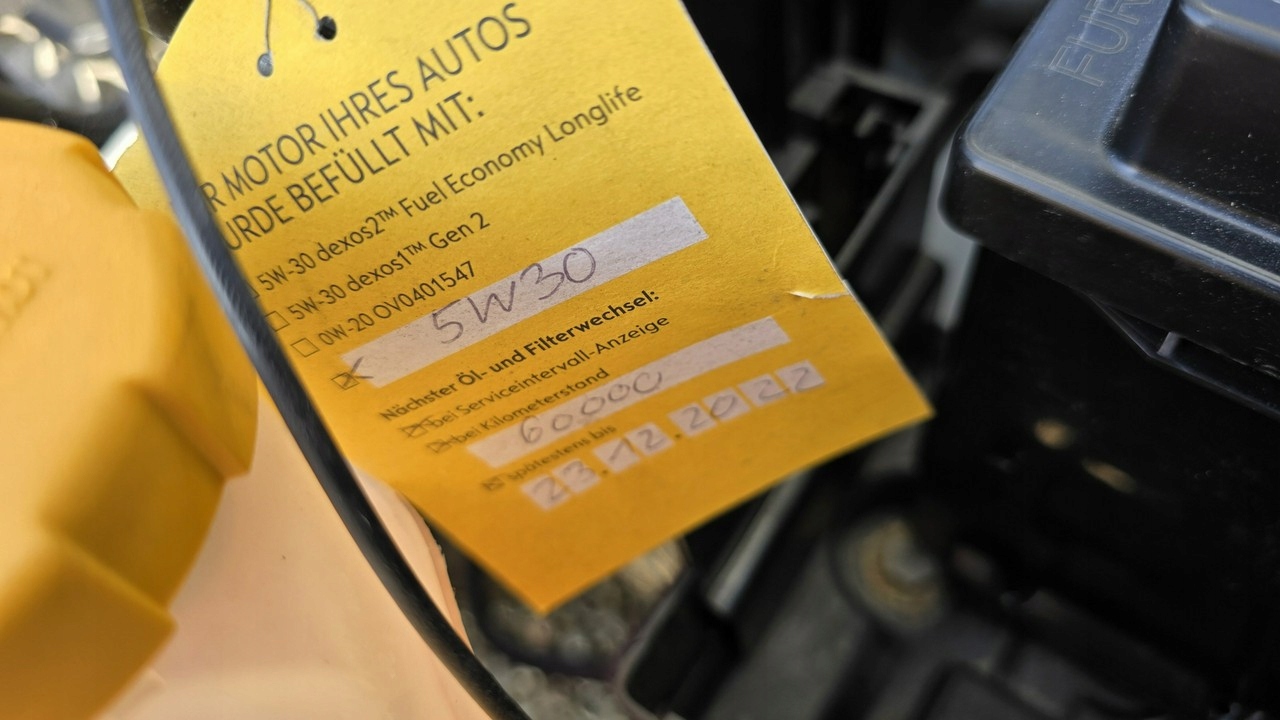 R MOTOR IHRES AUTOS
URDE BEFÜLLT MIT:
5W-30 dexos2™ Fuel Economy Longlife
5W-30 dexos1™ Gen 2
0W-20 OV0401547
5W30
Nächster Öl- und Filterwechsel:
bei Serviceintervall-Anzeige
bei Kilometerstand
60000
spätestens bis
23.12.2022
FUR